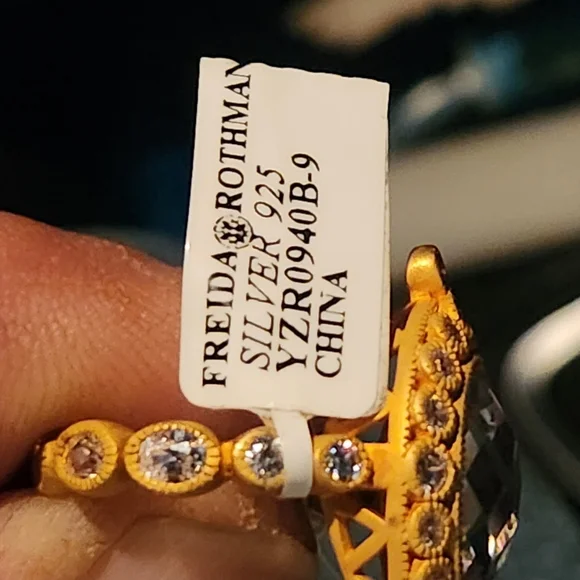 FREIDA ROTHMAN
SILVER 925
YZR0940B-9
CHINA